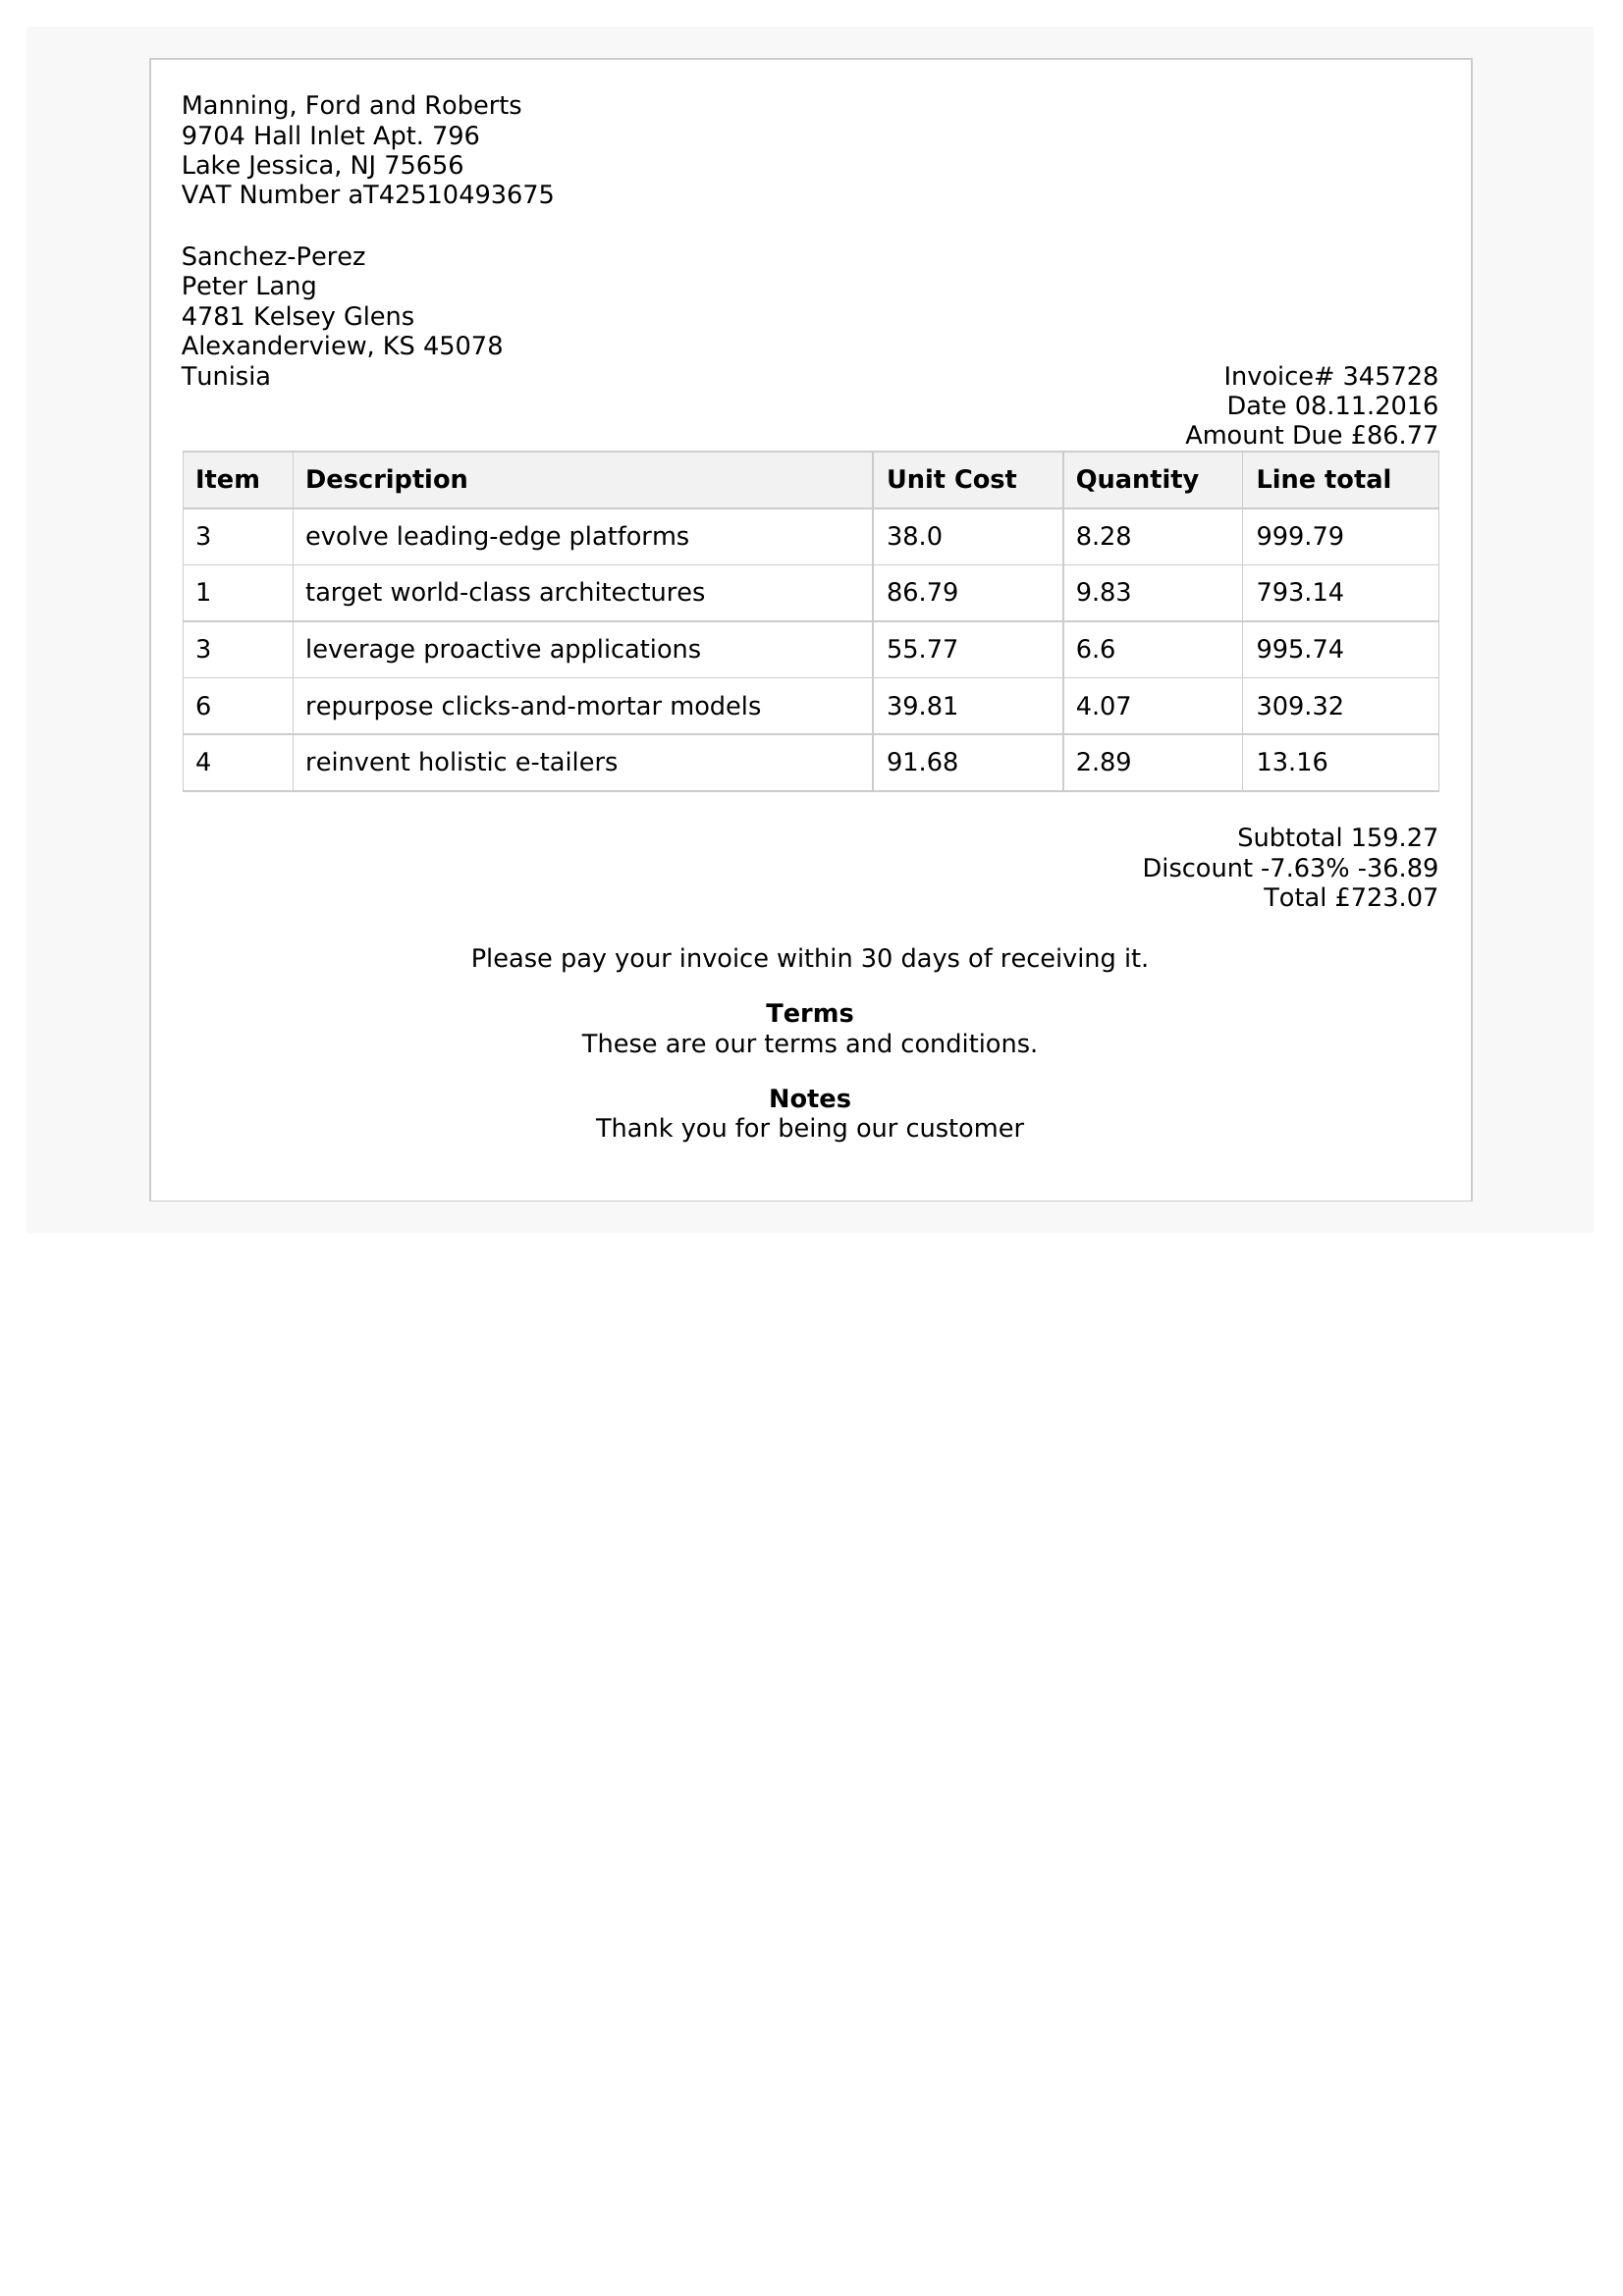 Manning, Ford and Roberts
9704 Hall Inlet Apt. 796
Lake Jessica, NJ 75656
VAT Number aT42510493675
Sanchez-Perez
Peter Lang
4781 Kelsey Glens
Alexanderview, KS 45078
Tunisia
Invoice# 345728
Date 08.11.2016
Amount Due £86.77
Item Description Unit Cost Quantity Line total
3 evolve leading-edge platforms 38.0 8.28 999.79
1 target world-class architectures 86.79 9.83 793.14
3 leverage proactive applications 55.77 6.6 995.74
6 repurpose clicks-and-mortar models 39.81 4.07 309.32
4 reinvent holistic e-tailers 91.68 2.89 13.16
Subtotal 159.27
Discount -7.63% -36.89
Total £723.07
Please pay your invoice within 30 days of receiving it.
Terms
These are our terms and conditions.
Notes
Thank you for being our customer